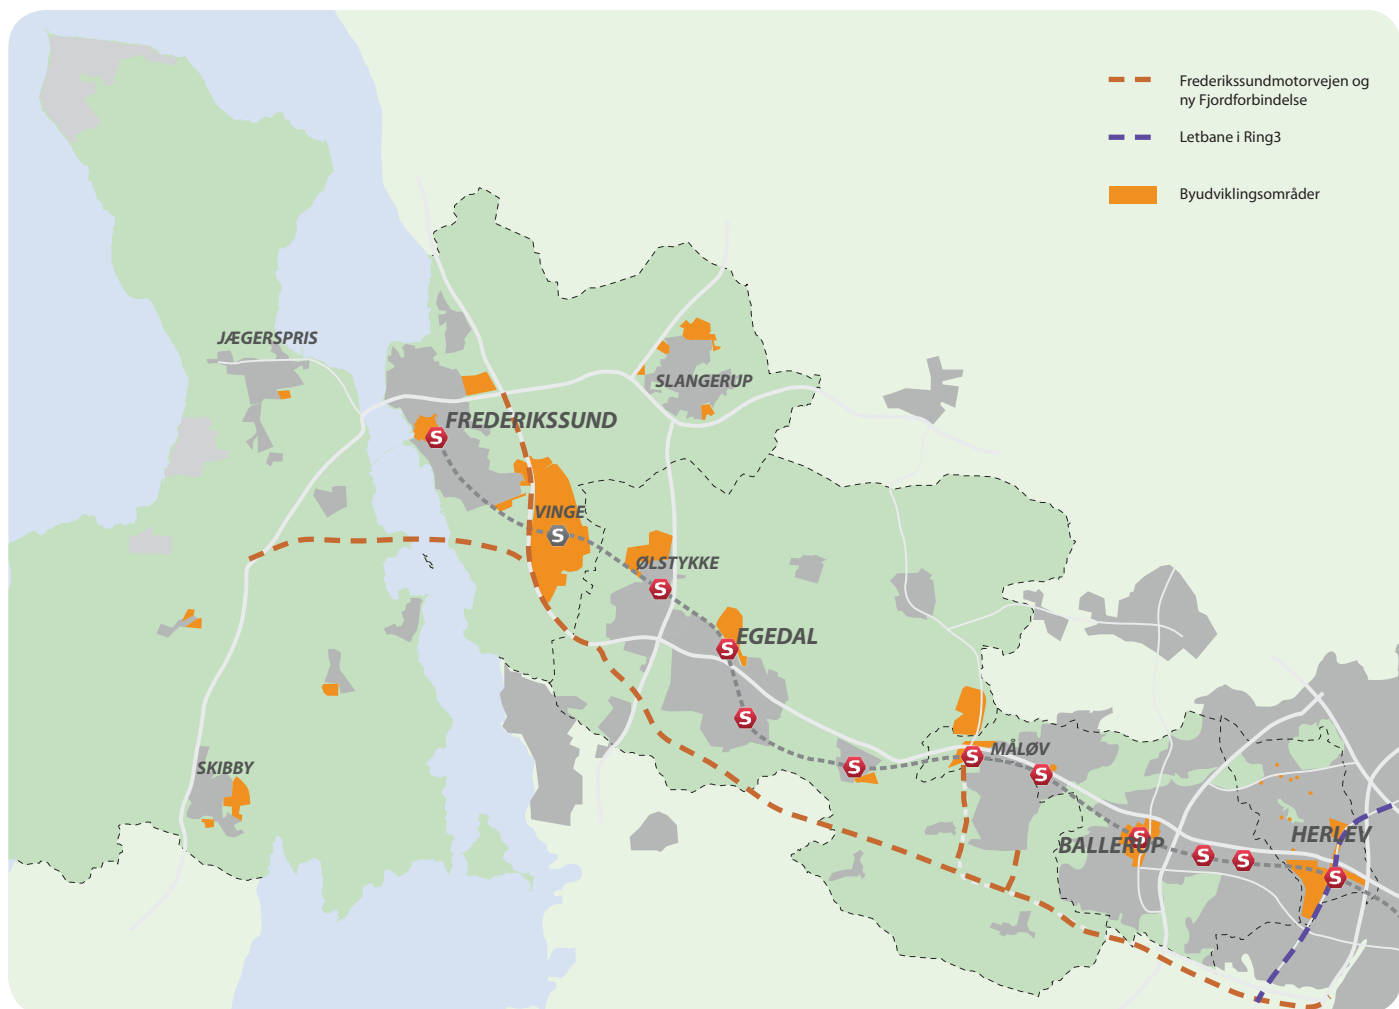 Frederikssundmotorvejen og
ny Fjordforbindelse
Letbane i Ring3
Byudviklingsområder
JÆGERSPRIS
SLANGERUP
FREDERIKSSUND
S
VINGE
S
ØLSTYKKE
S
EGEDAL
S
S
MÅLØV
S
S
S
SKIBBY
HERLEV
BALLERUP
S
S
S
S